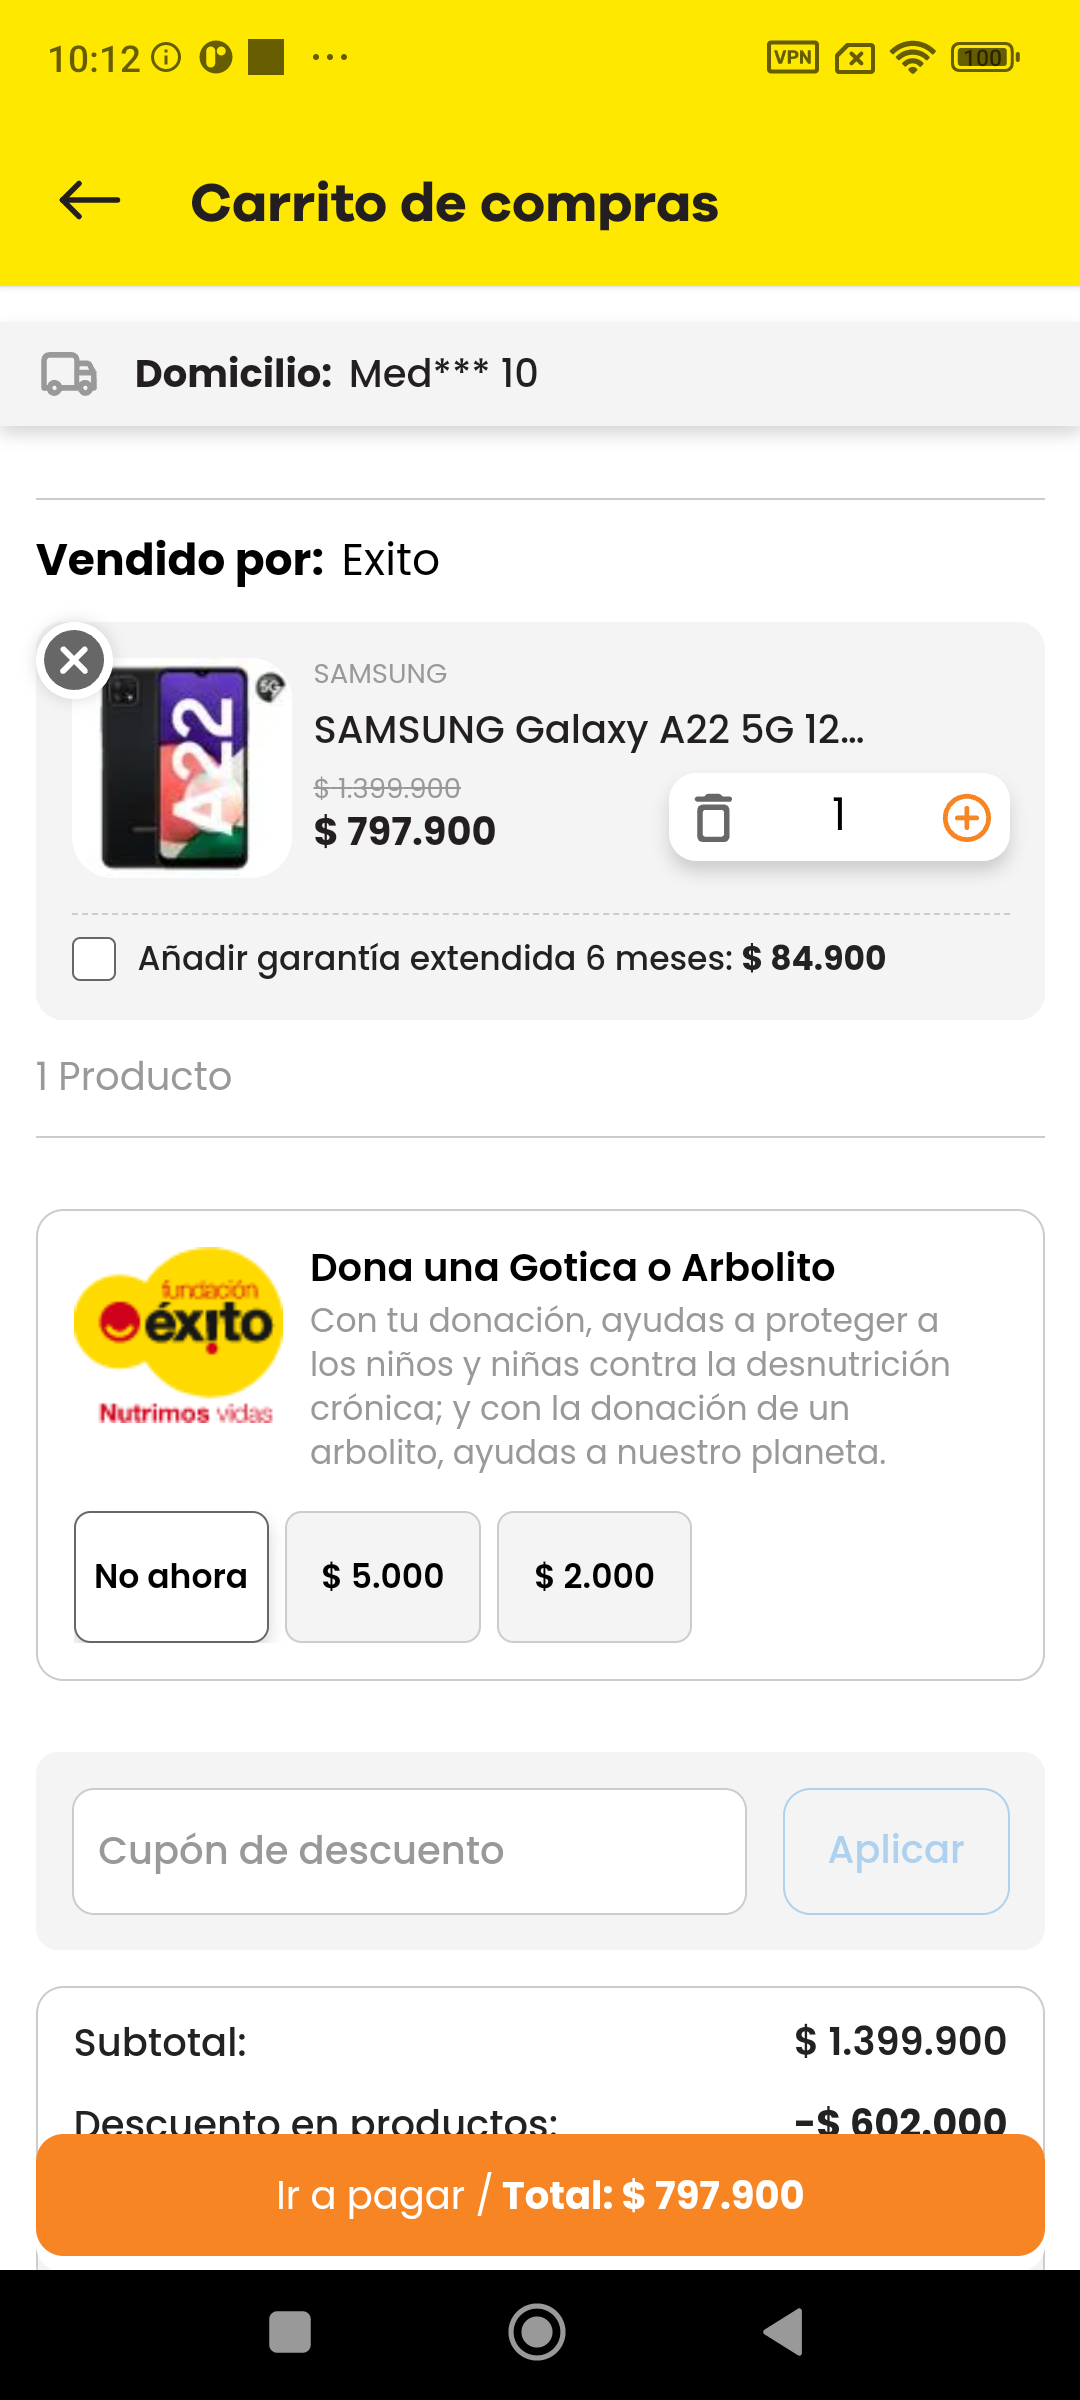 10:12
VPN
100
Carrito de compras
Domicilio: Med*** 10
Vendido por: Exito
SAMSUNG
SAMSUNG Galaxy A22 5G 12...
$ 1.399.900
$ 797.900
1
A22
5G
Añadir garantía extendida 6 meses: $ 84.900
1 Producto
fundación
éxito
Nutrimos vidas
Dona una Gotica o Arbolito
Con tu donación, ayudas a proteger a
los niños y niñas contra la desnutrición
crónica; y con la donación de un
arbolito, ayudas a nuestro planeta.
No ahora
$ 5.000
$ 2.000
Cupón de descuento
Aplicar
Subtotal: $ 1.399.900
Descuento en productos: -$ 602.000
Ir a pagar / Total: $ 797.900